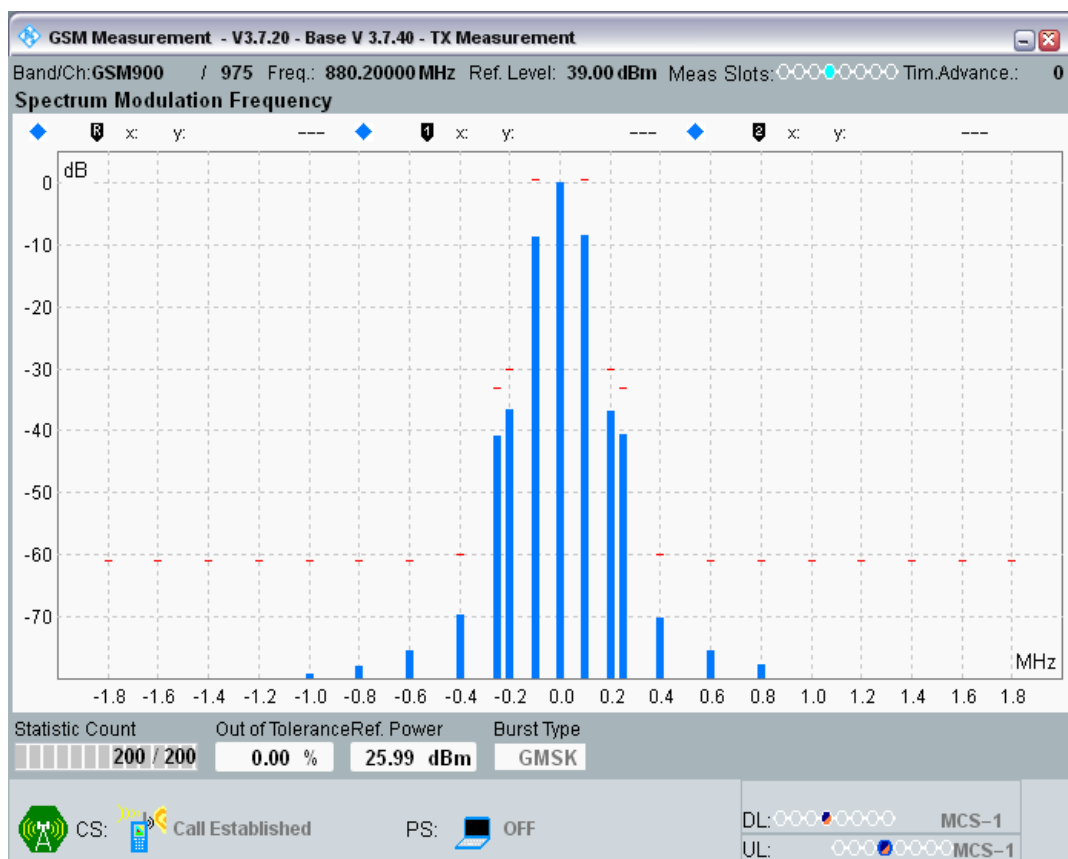 GSM Measurement - V3.7.20 - Base V 3.7.40 - TX Measurement
Band/Ch:GSM900 / 975 Freq.: 880.20000 MHz Ref. Level: 39.00 dBm Meas Slots: Tim.Advance.: 0
Spectrum Modulation Frequency
R x: y: --- 1 x: y: --- 2 x: y: ---
dB
0
-10
-20
-30
-40
-50
-60
-70
MHz
-1.8 -1.6 -1.4 -1.2 -1.0 -0.8 -0.6 -0.4 -0.2 0.0 0.2 0.4 0.6 0.8 1.0 1.2 1.4 1.6 1.8
Statistic Count Out of Tolerance Ref. Power Burst Type
200 / 200 0.00 % 25.99 dBm GMSK
CS: Call Established PS: OFF
DL: MCS-1
UL: MCS-1